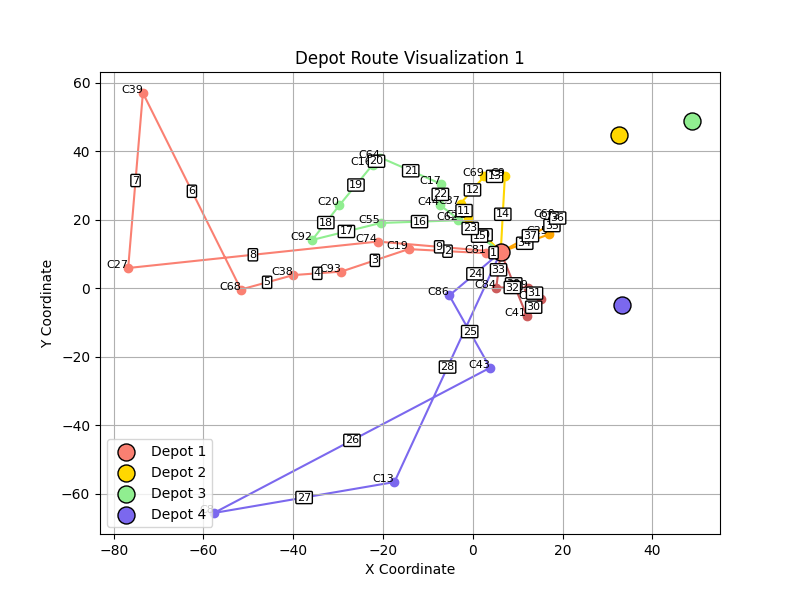 Depot Route Visualization 1
Y Coordinate
60
40
20
0
−20
−40
−60
−80
−60
−40
−20
0
20
40
X Coordinate
C39
7
6
C27
8
C68
5
C38
4
C93
3
C74
C19
9
2
C81
1
C64
20
21
19
C17
22
C20
C44
C37
18
17
C55
16
C92
23
C69
13
12
11
14
15
34
37
35
36
33
24
C84
32
31
30
C41
C86
25
C43
28
26
C13
27
Depot 1
Depot 2
Depot 3
Depot 4